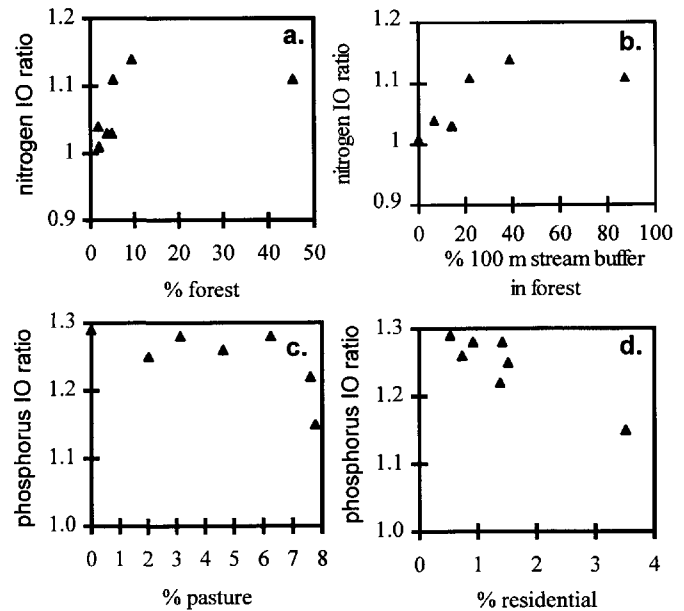 a.
nitrogen IO ratio
1.2
1.1
1
0.9
0 10 20 30 40 50
% forest
b.
nitrogen IO ratio
1.2
1.1
1
0.9
0 20 40 60 80 100
% 100 m stream buffer
in forest
c.
phosphorus IO ratio
1.3
1.2
1.1
1.0
0 1 2 3 4 5 6 7 8
% pasture
d.
phosphorus IO ratio
1.3
1.2
1.1
1.0
0 1 2 3 4
% residential